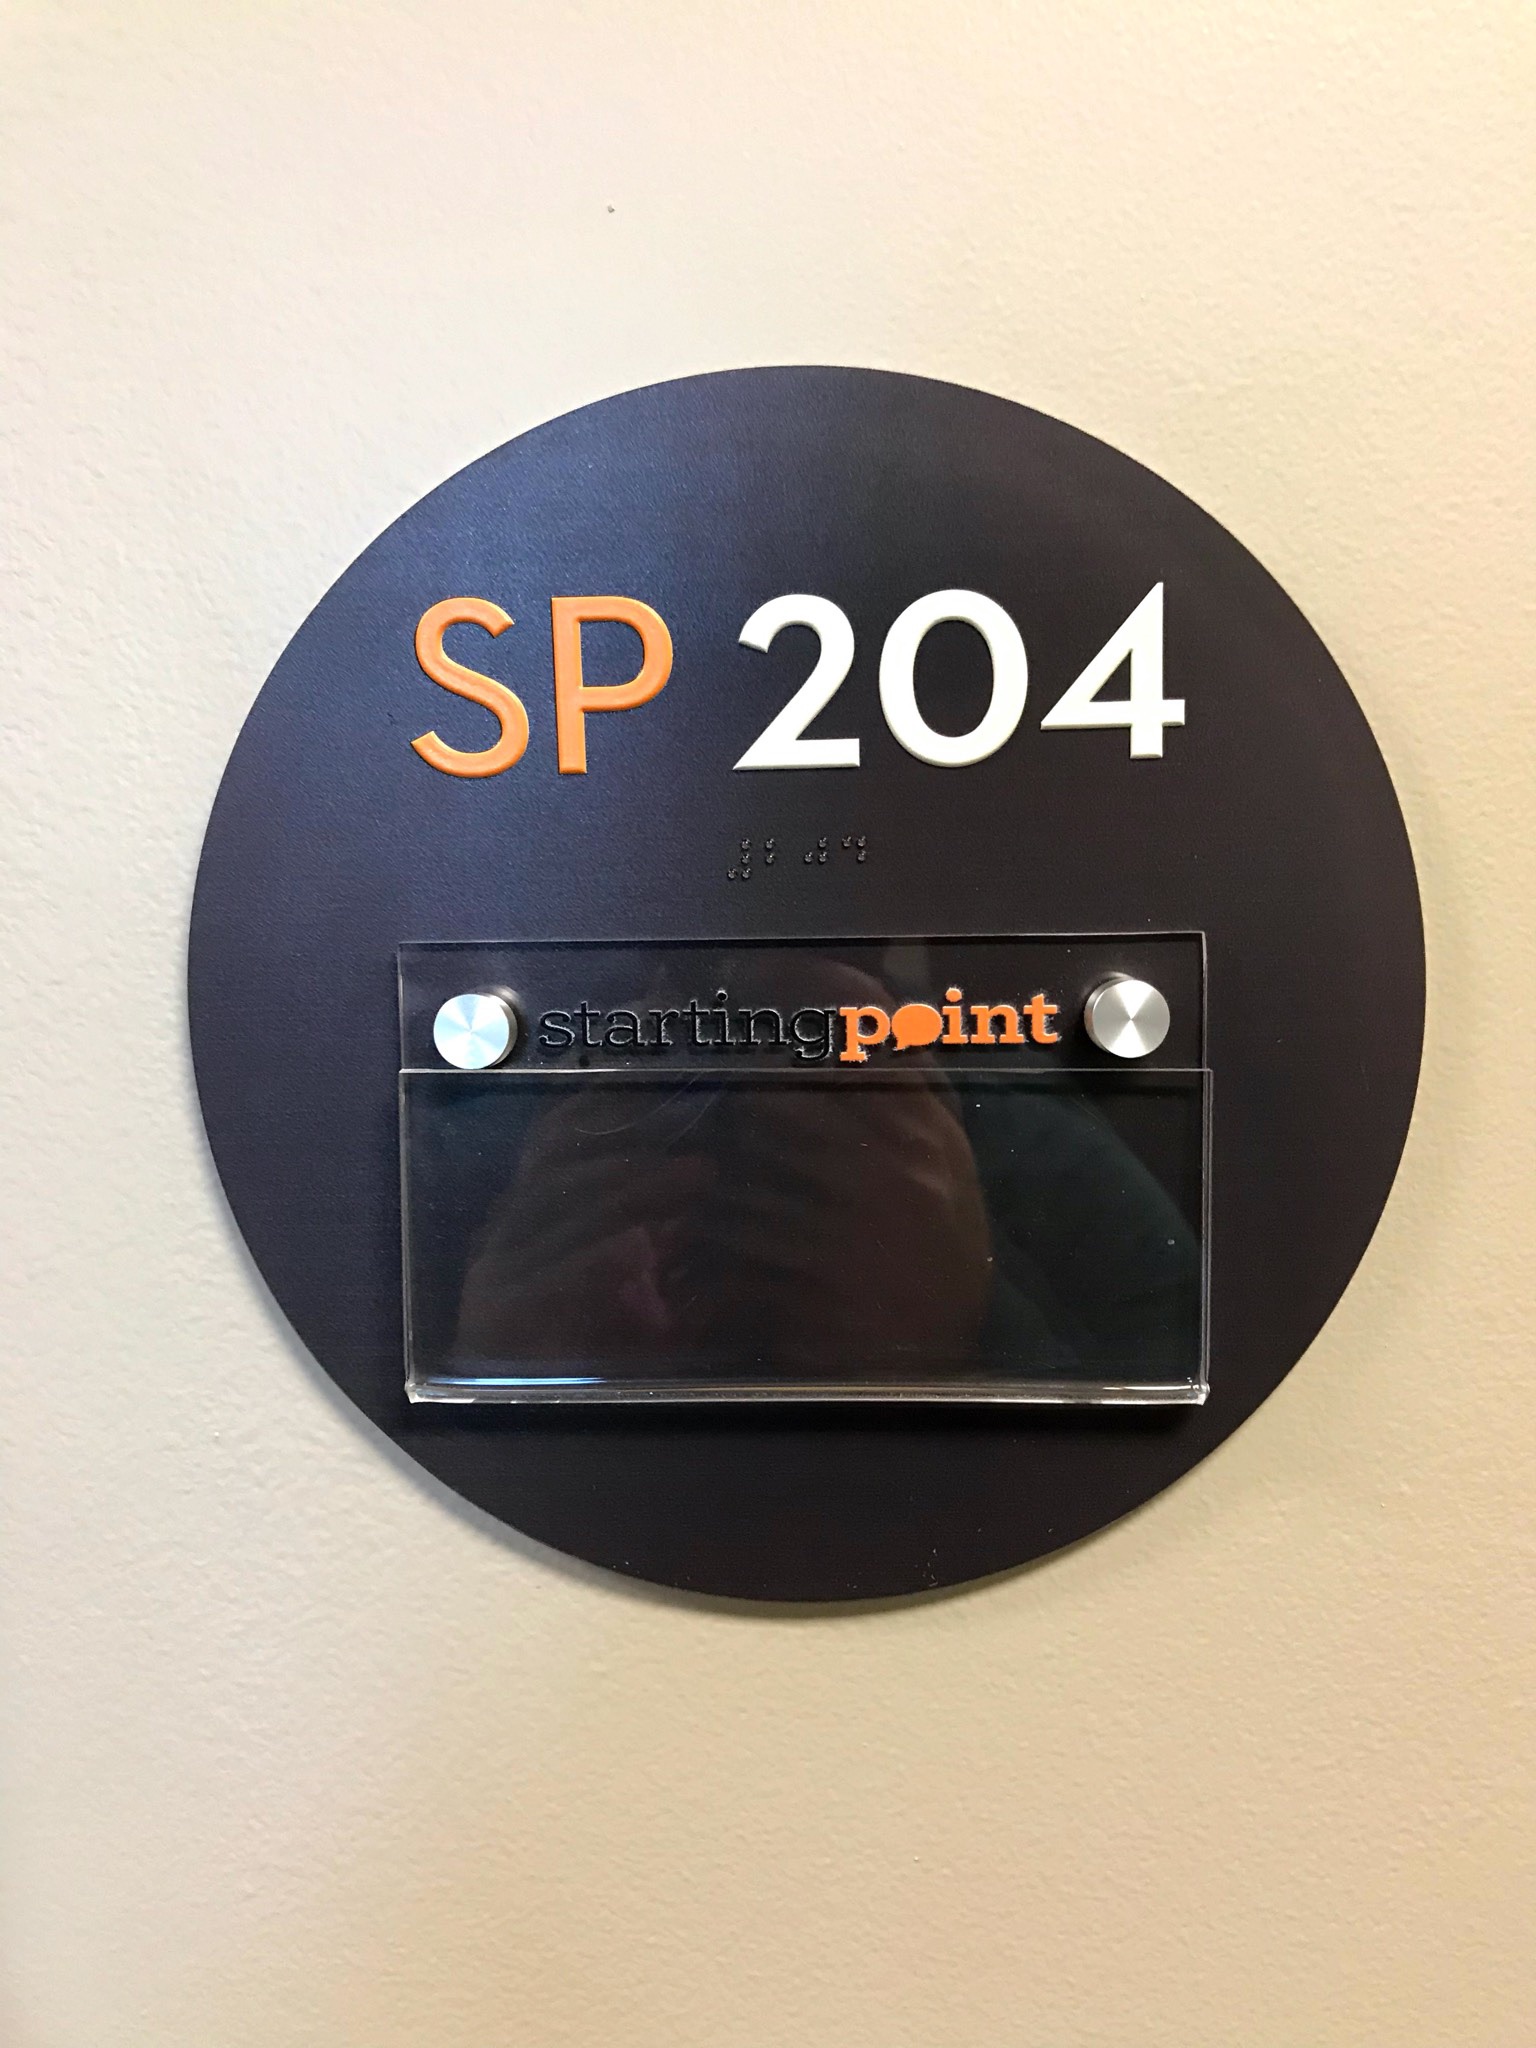 SP 204
⠼⠃⠚⠙
startingpoint